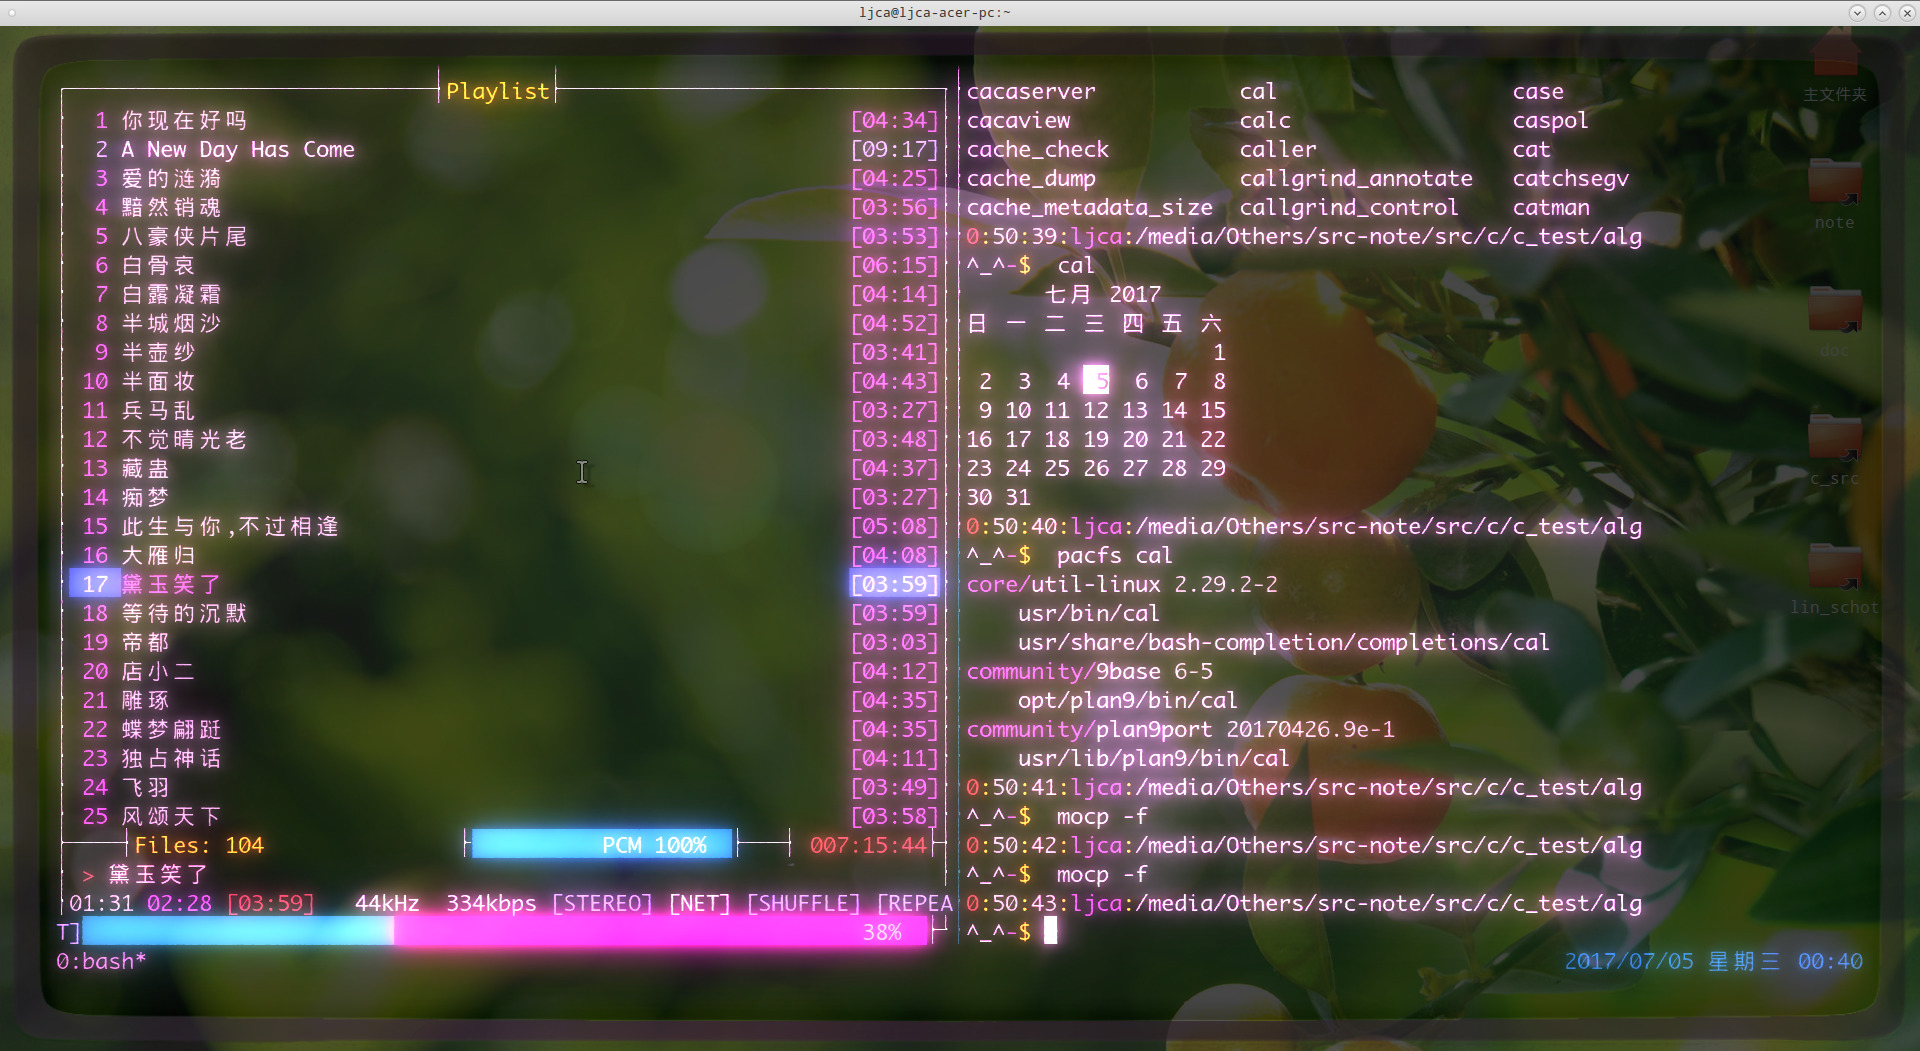 ljca@ljca-acer-pc:~
Playlist
1 你现在好吗 [04:34]
2 A New Day Has Come [09:17]
3 爱的涟漪 [04:25]
4 黯然销魂 [03:56]
5 八豪侠片尾 [03:53]
6 白骨哀 [06:15]
7 白露凝霜 [04:14]
8 半城烟沙 [04:52]
9 半壶纱 [03:41]
10 半面妆 [04:43]
11 兵马乱 [03:27]
12 不觉晴光老 [03:48]
13 藏蛊 [04:37]
14 痴梦 [03:27]
15 此生与你,不过相逢 [05:08]
16 大雁归 [04:08]
17 黛玉笑了 [03:59]
18 等待的沉默 [03:59]
19 帝都 [03:03]
20 店小二 [04:12]
21 雕琢 [04:35]
22 蝶梦翩跹 [04:35]
23 独占神话 [04:11]
24 飞羽 [03:49]
25 风颂天下 [03:58]
Files: 104 PCM 100% 007:15:44
> 黛玉笑了
01:31 02:28 [03:59] 44kHz 334kbps [STEREO] [NET] [SHUFFLE] [REPEA
T] 38%
0:bash*
cacaserver cal case
cacaview calc caspol
cache_check caller cat
cache_dump callgrind_annotate catchsegv
cache_metadata_size callgrind_control catman
0:50:39:ljca:/media/Others/src-note/src/c/c_test/alg
^_^-$ cal
七月 2017
日 一 二 三 四 五 六
1
2 3 4 5 6 7 8
9 10 11 12 13 14 15
16 17 18 19 20 21 22
23 24 25 26 27 28 29
30 31
0:50:40:ljca:/media/Others/src-note/src/c/c_test/alg
^_^-$ pacfs cal
core/util-linux 2.29.2-2
usr/bin/cal
usr/share/bash-completion/completions/cal
community/9base 6-5
opt/plan9/bin/cal
community/plan9port 20170426.9e-1
usr/lib/plan9/bin/cal
0:50:41:ljca:/media/Others/src-note/src/c/c_test/alg
^_^-$ mocp -f
0:50:42:ljca:/media/Others/src-note/src/c/c_test/alg
^_^-$ mocp -f
0:50:43:ljca:/media/Others/src-note/src/c/c_test/alg
^_^-$
2017/07/05 星期三 00:40
主文件夹
note
doc
c_src
lin_schot